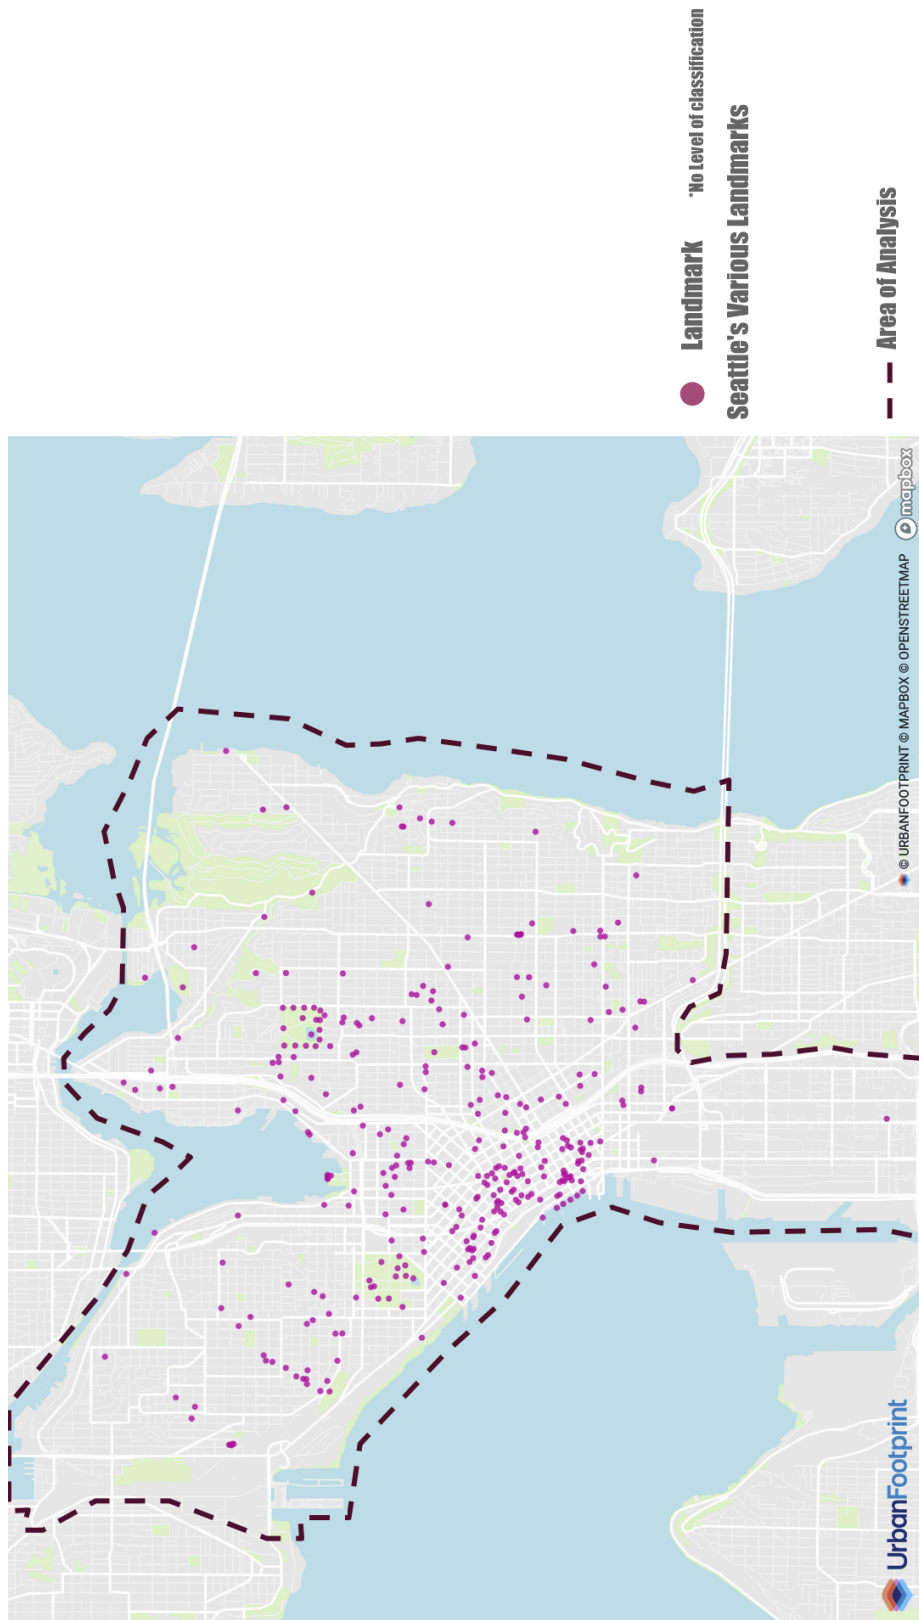 Landmark *No Level of classification
Seattle's Various Landmarks
Area of Analysis
UrbanFootprint
© URBANFOOTPRINT © MAPBOX © OPENSTREETMAP
mapbox